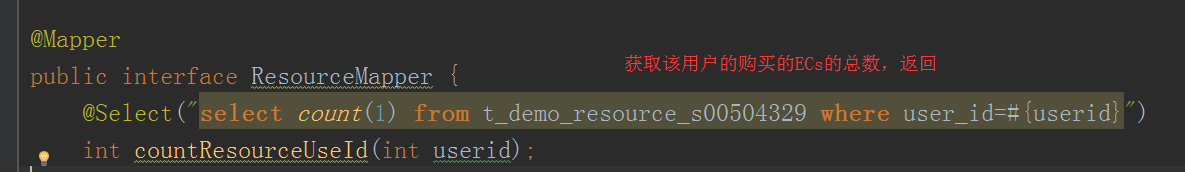 @Mapper
public interface ResourceMapper {
获取该用户的购买的ECs的总数，返回
@Select("select count(1) from t_demo_resource_s00504329 where user_id=#{userid}")
int countResourceUseId(int userid);